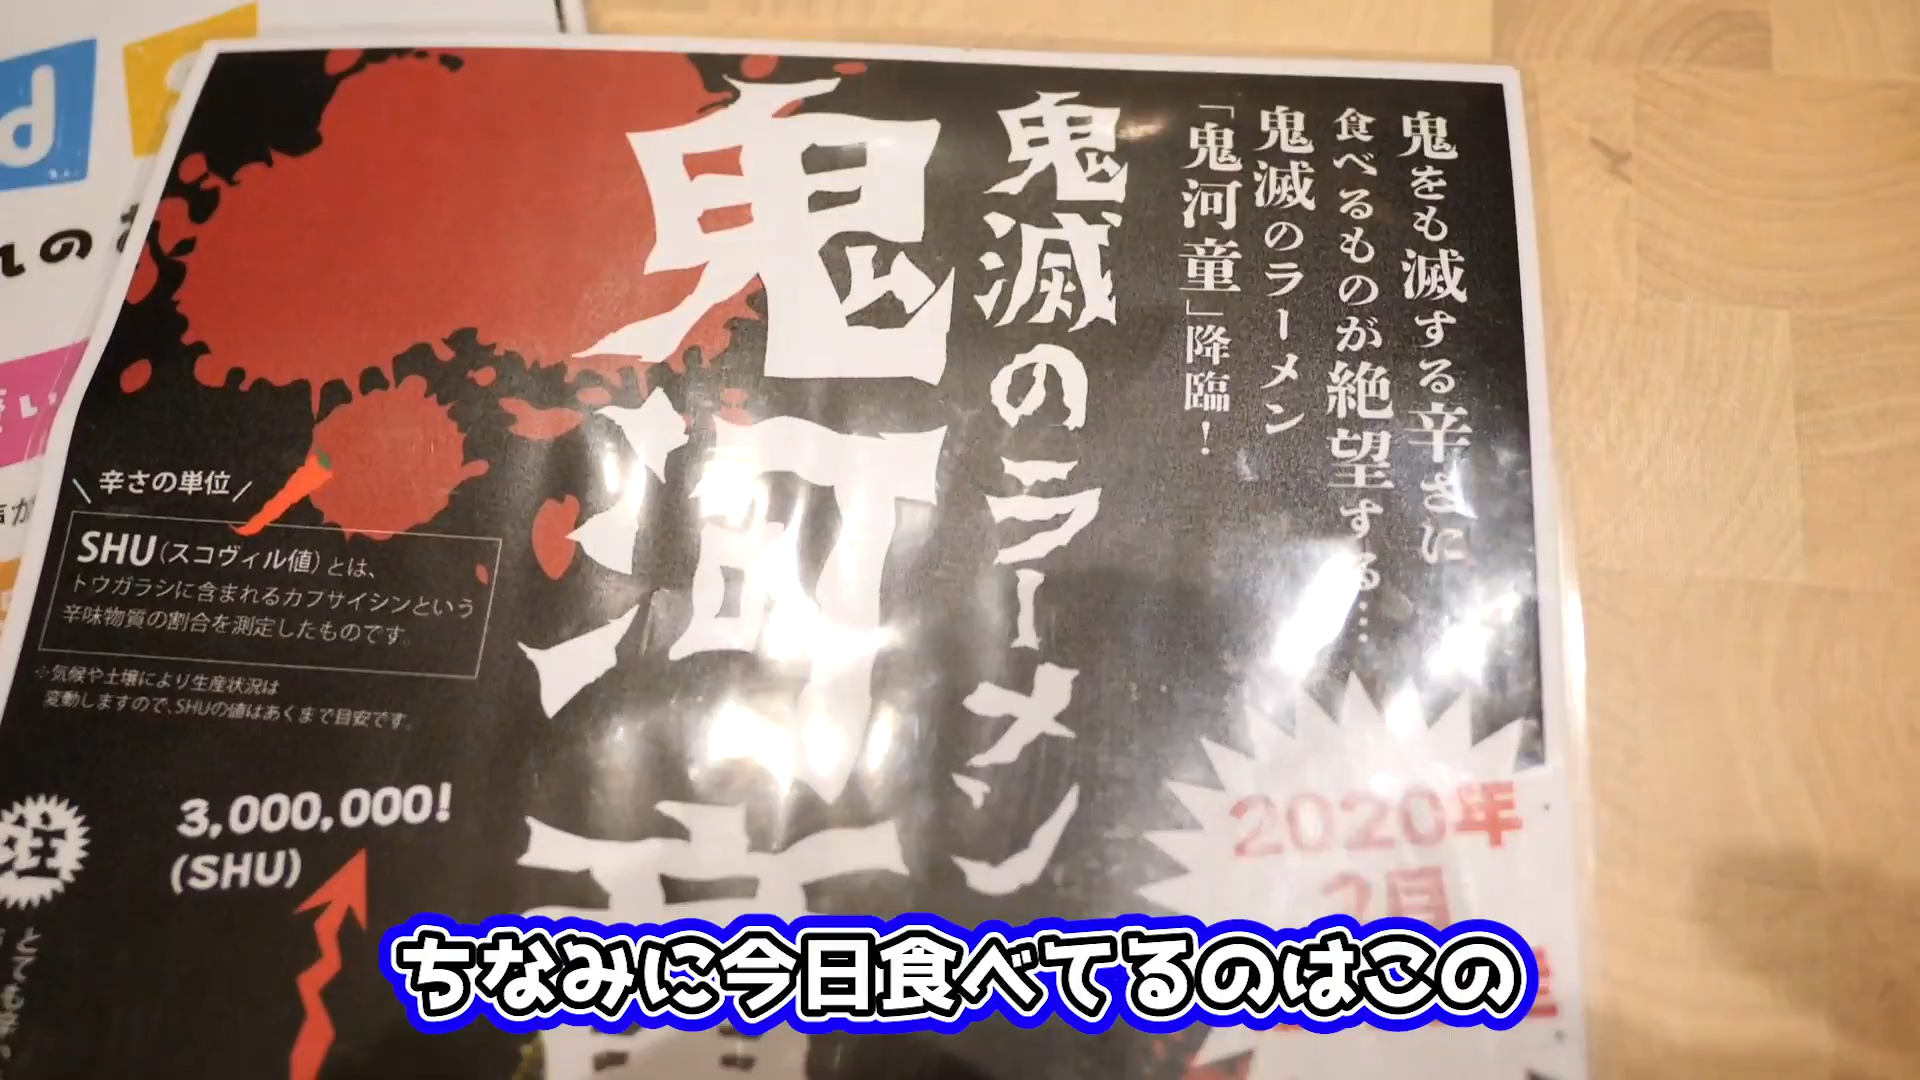 鬼をも滅する辛さに
食べるものが絶望する…
鬼滅のラーメン
「鬼河童」降臨!
鬼滅のラーメン
鬼河童
辛さの単位
SHU(スコヴィル値)とは、
トウガラシに含まれるカプサイシンという
辛味物質の割合を測定したものです。
※気候や土壌により生産状況は
変動しますので、SHUの値はあくまで目安です。
3,000,000!
(SHU)
2020年
ちなみに今日食べてるのはこの